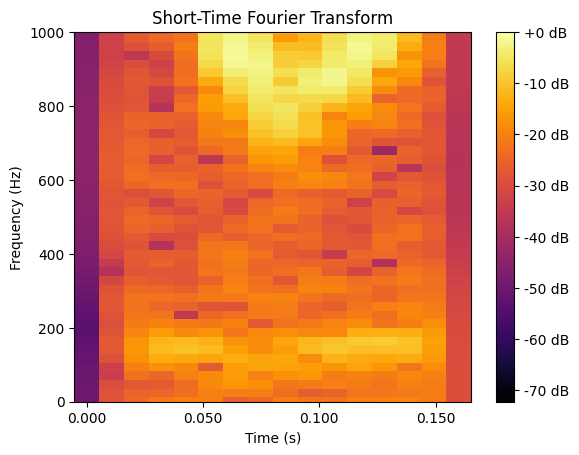 Short-Time Fourier Transform
Frequency (Hz)
1000
800
600
400
200
0
0.000
0.050
0.100
0.150
Time (s)
+0 dB
-10 dB
-20 dB
-30 dB
-40 dB
-50 dB
-60 dB
-70 dB